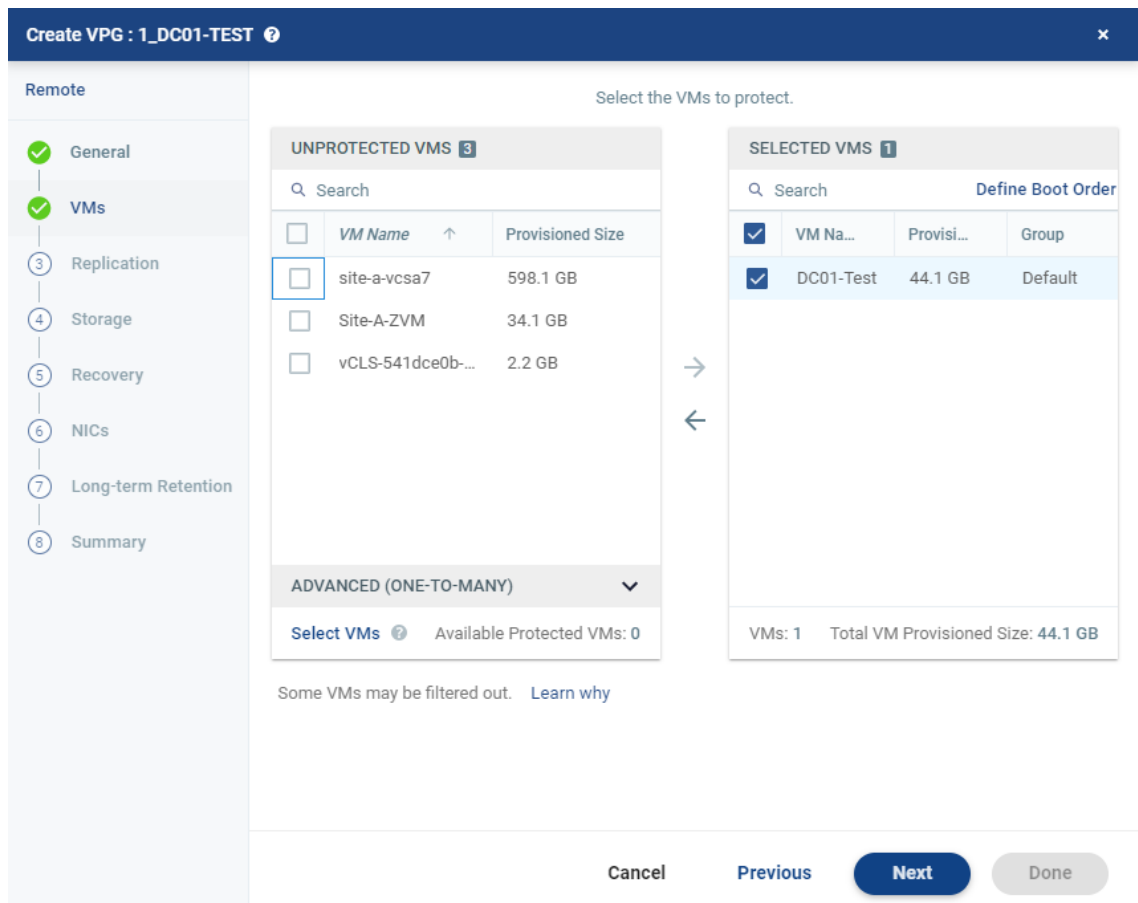 Create VPG : 1_DC01-TEST ?
Remote
General
VMs
3 Replication
4 Storage
5 Recovery
6 NICs
7 Long-term Retention
8 Summary
Select the VMs to protect.
UNPROTECTED VMS 3
Search
VM Name Provisioned Size
site-a-vcsa7 598.1 GB
Site-A-ZVM 34.1 GB
vCLS-541dce0b-... 2.2 GB
ADVANCED (ONE-TO-MANY)
Select VMs ? Available Protected VMs: 0
SELECTED VMS 1
Search Define Boot Order
VM Na... Provisi... Group
DC01-Test 44.1 GB Default
VMs: 1 Total VM Provisioned Size: 44.1 GB
Some VMs may be filtered out. Learn why
Cancel Previous Next Done